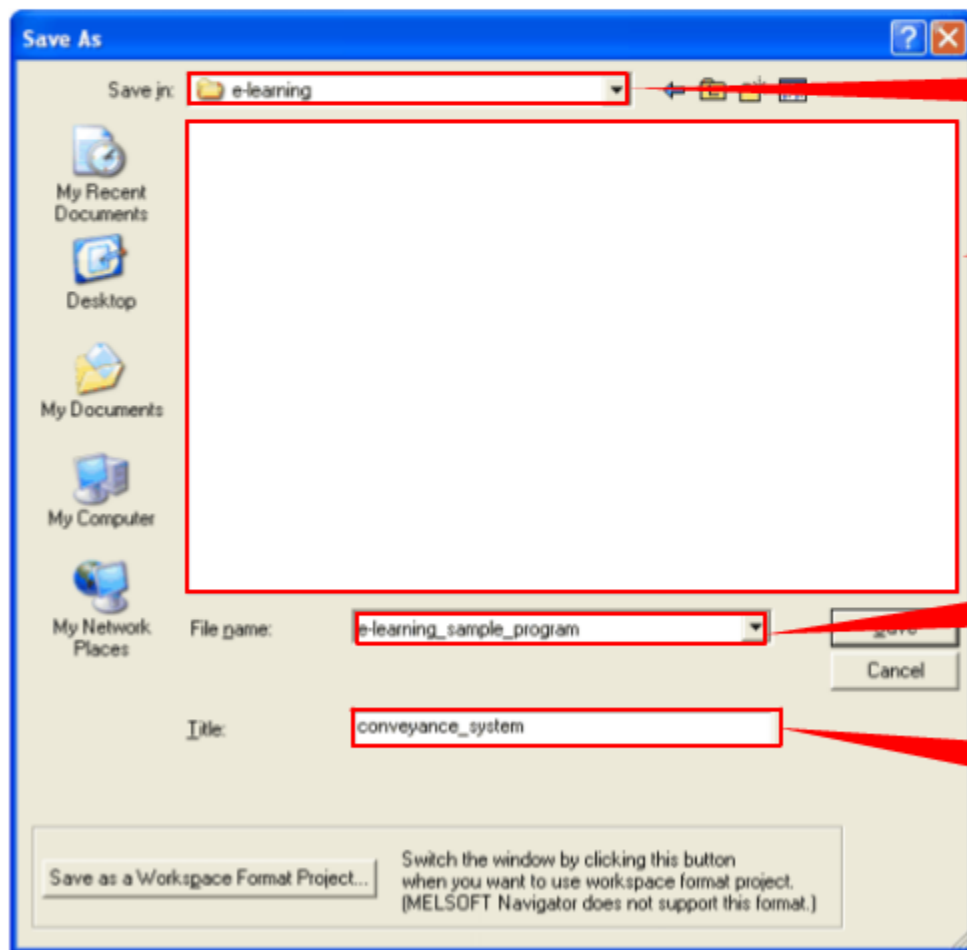 Save As
Save in:
e-learning
My Recent
Documents
Desktop
My Documents
My Computer
My Network
Places
File name:
e-learning_sample_program
Cancel
Title:
conveyance_system
Save as a Workspace Format Project...
Switch the window by clicking this button
when you want to use workspace format project.
(MELSOFT Navigator does not support this format.)